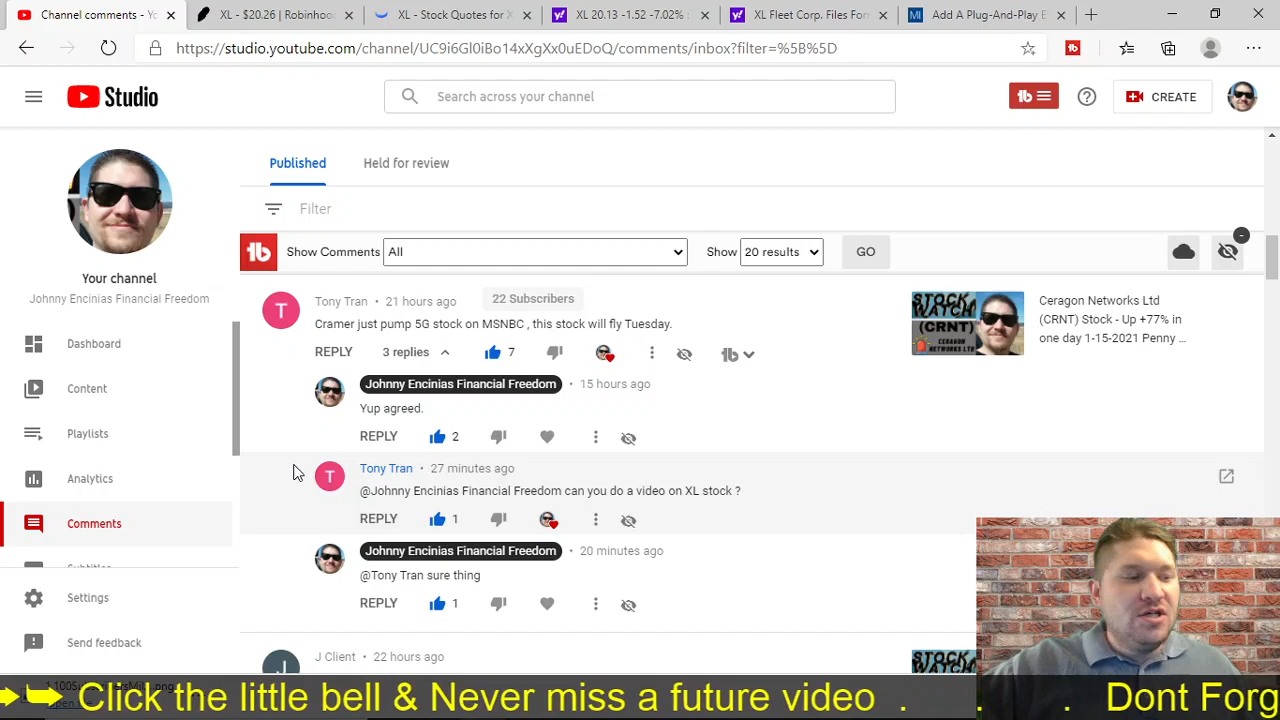 Channel comments - Yo
XL - $20.26 | Robinhoo
XL - Stock Quotes for X
XL 20.13 -1.52 -7.02%
XL Fleet Corp. Files Form
Add A Plug-And-Play E
https://studio.youtube.com/channel/UC9i6Gl0iBo14xXgXx0uEDoQ/comments/inbox?filter=%5B%5D
Studio
Search across your channel
CREATE
Your channel
Johnny Encinias Financial Freedom
Dashboard
Content
Playlists
Analytics
Comments
Settings
Send feedback
Published
Held for review
Filter
Show Comments
All
Show
20 results
GO
Tony Tran • 21 hours ago
22 Subscribers
Cramer just pump 5G stock on MSNBC , this stock will fly Tuesday.
REPLY
3 replies
7
Ceragon Networks Ltd
(CRNT) Stock - Up +77% in
one day 1-15-2021 Penny ...
STOCK
WATCH
(CRNT)
CERAGON
NETWORKS LTD
Johnny Encinias Financial Freedom • 15 hours ago
Yup agreed.
REPLY
2
Tony Tran • 27 minutes ago
@Johnny Encinias Financial Freedom can you do a video on XL stock ?
REPLY
1
Johnny Encinias Financial Freedom • 20 minutes ago
@Tony Tran sure thing
REPLY
1
J Client • 22 hours ago
STOCK
Click the little bell & Never miss a future video . . . Dont Forg